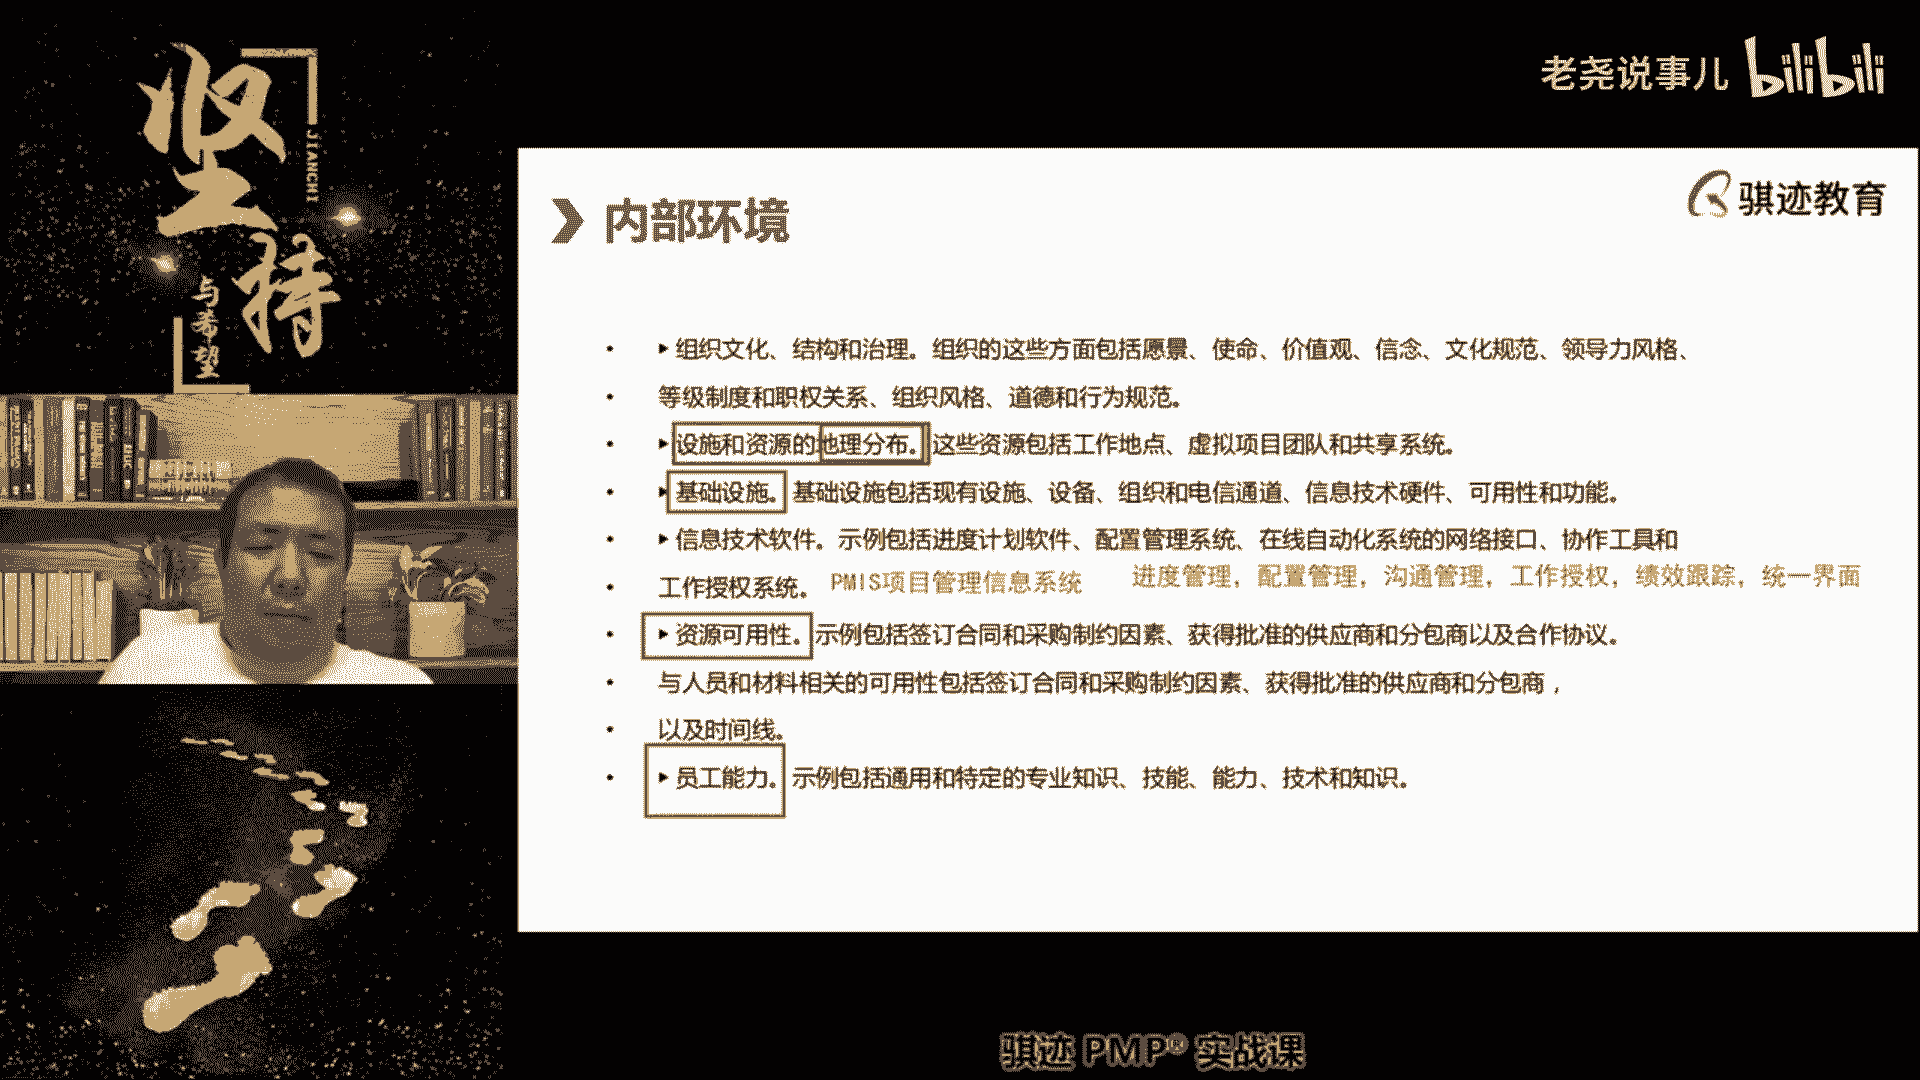 坚持
JIANCHI
与希望
老尧说事儿 bilibili
骐迹教育
内部环境
• ▸组织文化、结构和治理。组织的这些方面包括愿景、使命、价值观、信念、文化规范、领导力风格、
• 等级制度和职权关系、组织风格、道德和行为规范。
• ▸设施和资源的地理分布。这些资源包括工作地点、虚拟项目团队和共享系统。
• ▸基础设施。基础设施包括现有设施、设备、组织和电信通道、信息技术硬件、可用性和功能。
• ▸信息技术软件。示例包括进度计划软件、配置管理系统、在线自动化系统的网络接口、协作工具和
• 工作授权系统。 PMIS项目管理信息系统 进度管理，配置管理，沟通管理，工作授权，绩效跟踪，统一界面
• ▸资源可用性。示例包括签订合同和采购制约因素、获得批准的供应商和分包商以及合作协议。
• 与人员和材料相关的可用性包括签订合同和采购制约因素、获得批准的供应商和分包商，
• 以及时间线。
• ▸员工能力。示例包括通用和特定的专业知识、技能、能力、技术和知识。
骐迹 PMP® 实战课